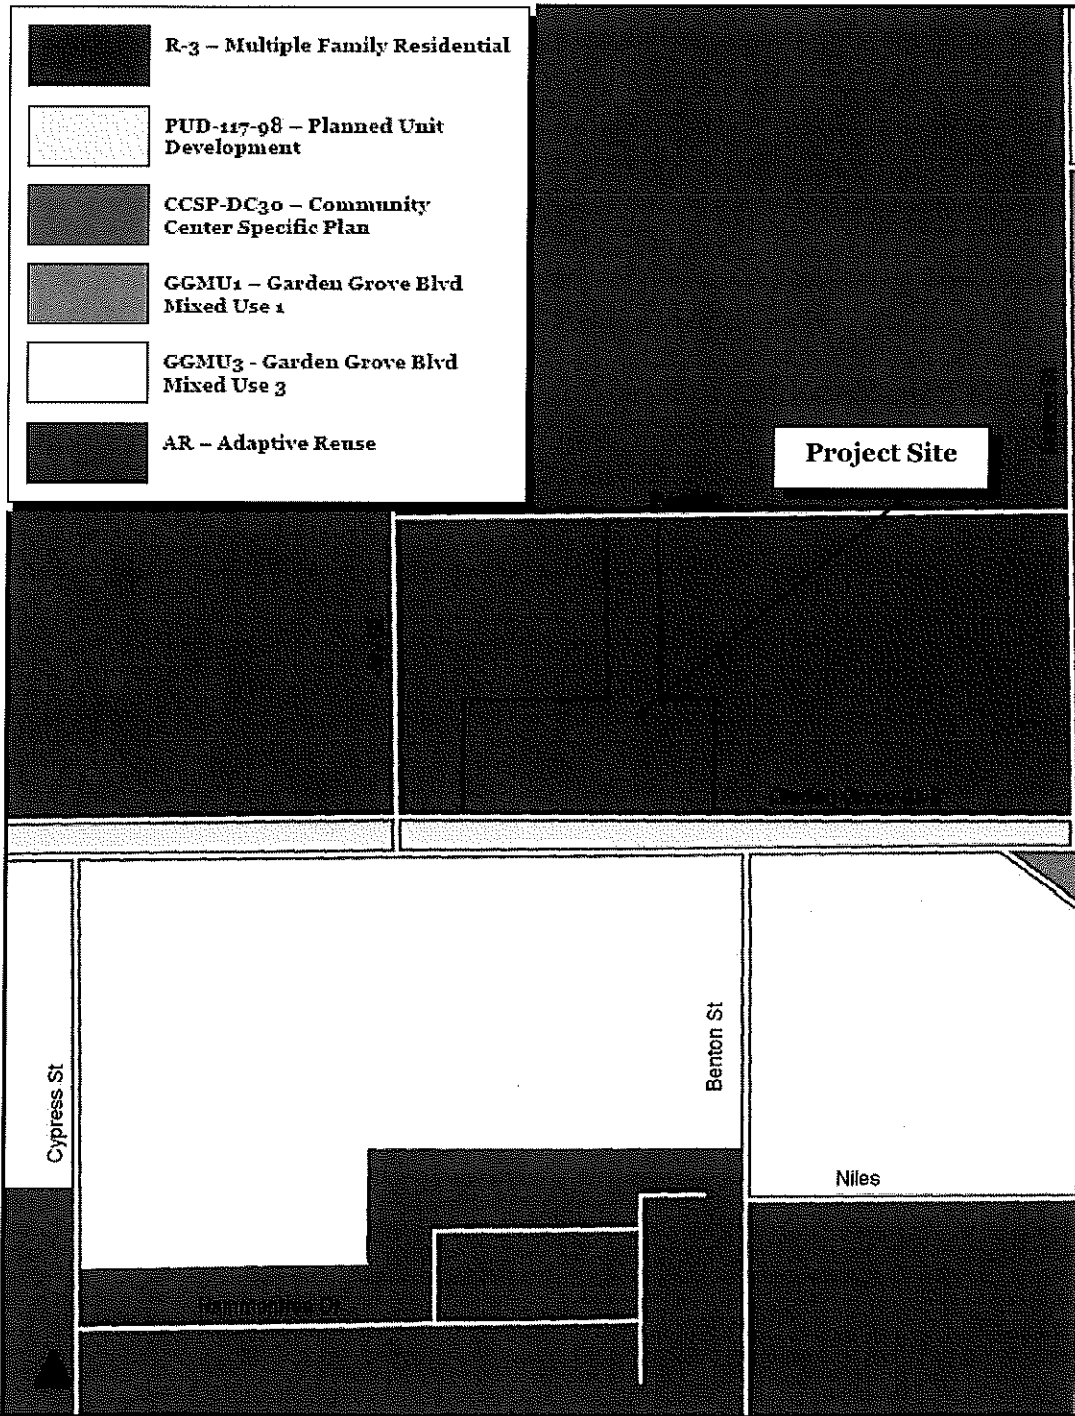 R-3 – Multiple Family Residential
PUD-117-98 – Planned Unit
Development
CCSP-DC30 – Community
Center Specific Plan
GGMU1 – Garden Grove Blvd
Mixed Use 1
GGMU3 - Garden Grove Blvd
Mixed Use 3
AR – Adaptive Reuse
Project Site
Cypress St
Benton St
Niles